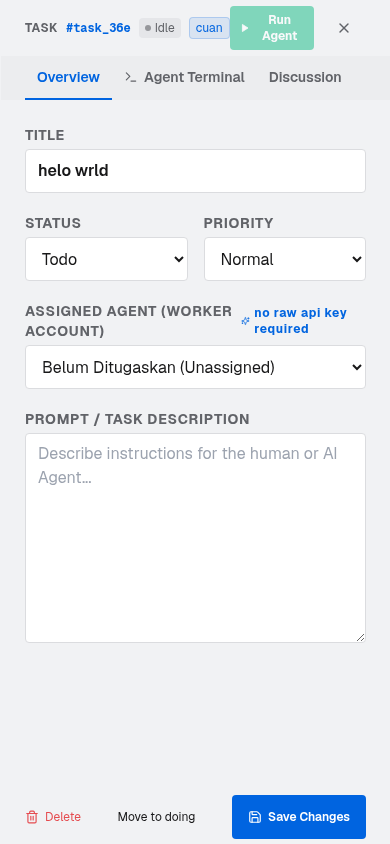 TASK #task_36e Idle cuan Run Agent
Overview Agent Terminal Discussion
TITLE
helo wrld
STATUS PRIORITY
Todo Normal
ASSIGNED AGENT (WORKER ACCOUNT) no raw api key required
Belum Ditugaskan (Unassigned)
PROMPT / TASK DESCRIPTION
Describe instructions for the human or AI
Agent...
Delete Move to doing Save Changes